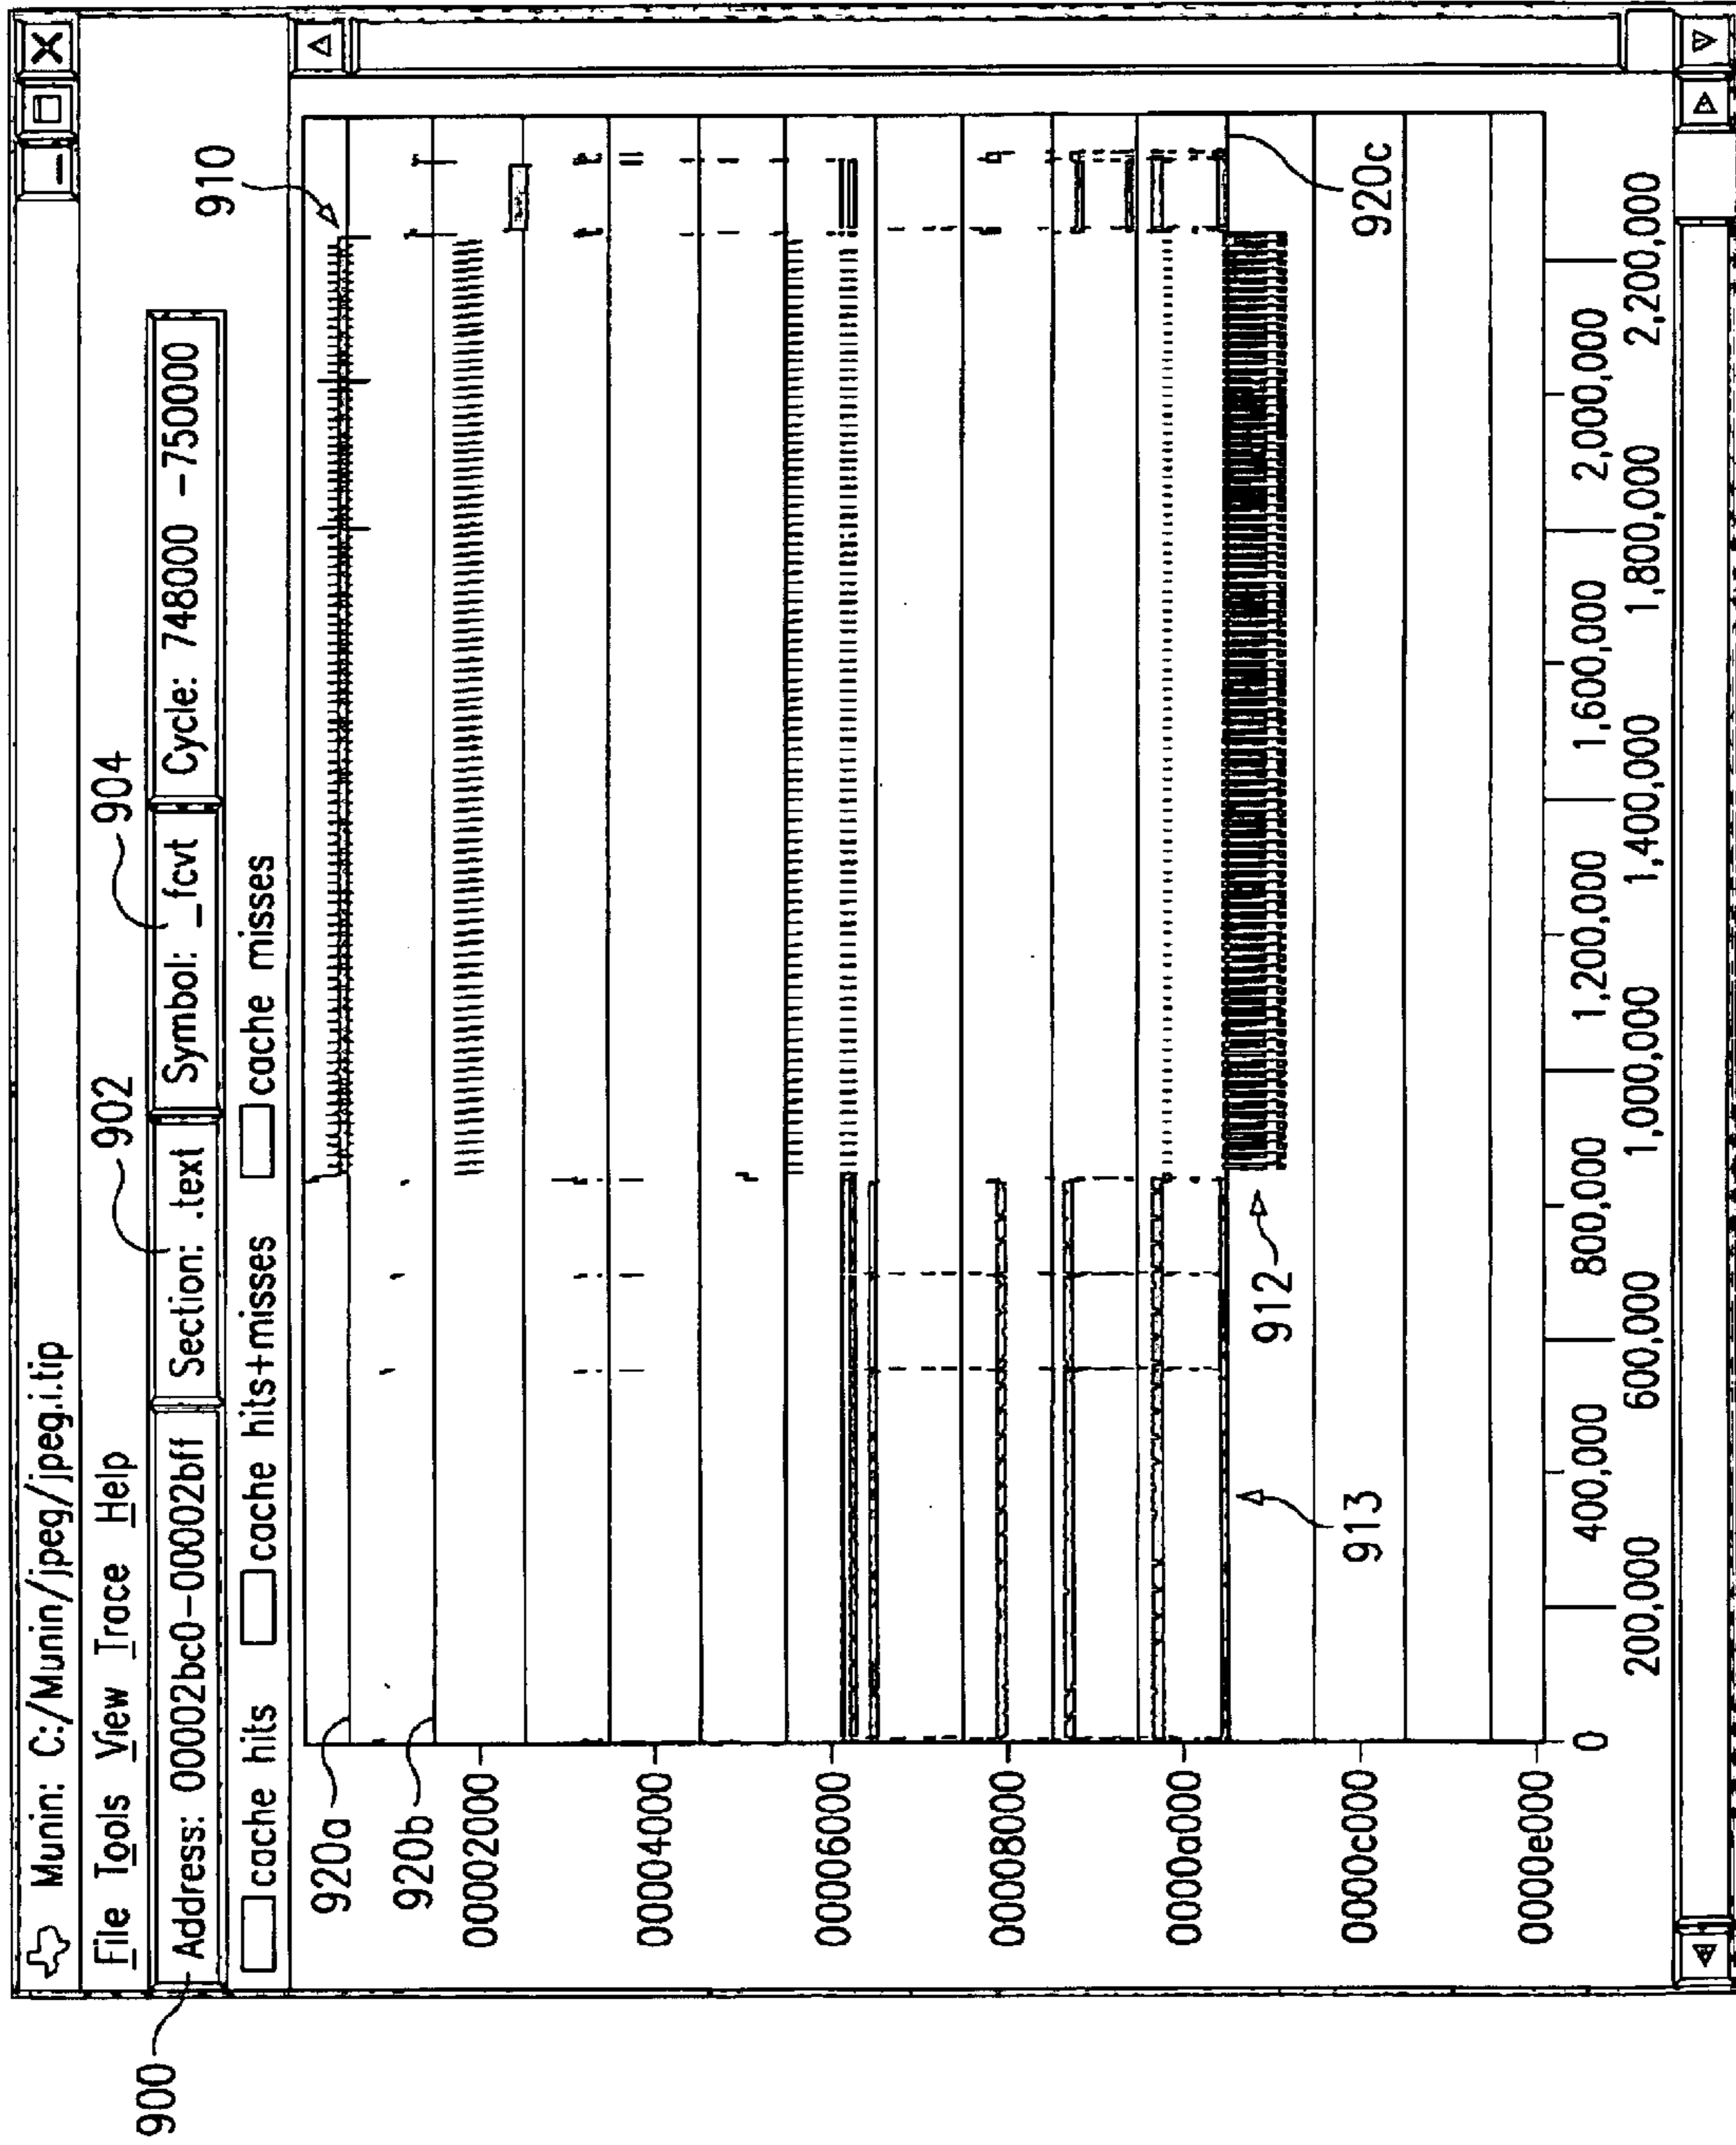 Munin: C:/Munin/jpeg/jpeg.i.tip
File Tools View Trace Help
902
904
900
Address: 00002bc0-00002bff
Section: .text
Symbol: _fcvt
Cycle: 748000 -7500000
910
cache hits
cache hits+misses
cache misses
920a
920b
00002000
00004000
00006000
00008000
0000a000
0000c000
0000e000
912
913
920c
0
400,000
800,000
1,200,000
1,600,000
2,000,000
200,000
600,000
1,000,000
1,400,000
1,800,000
2,200,000